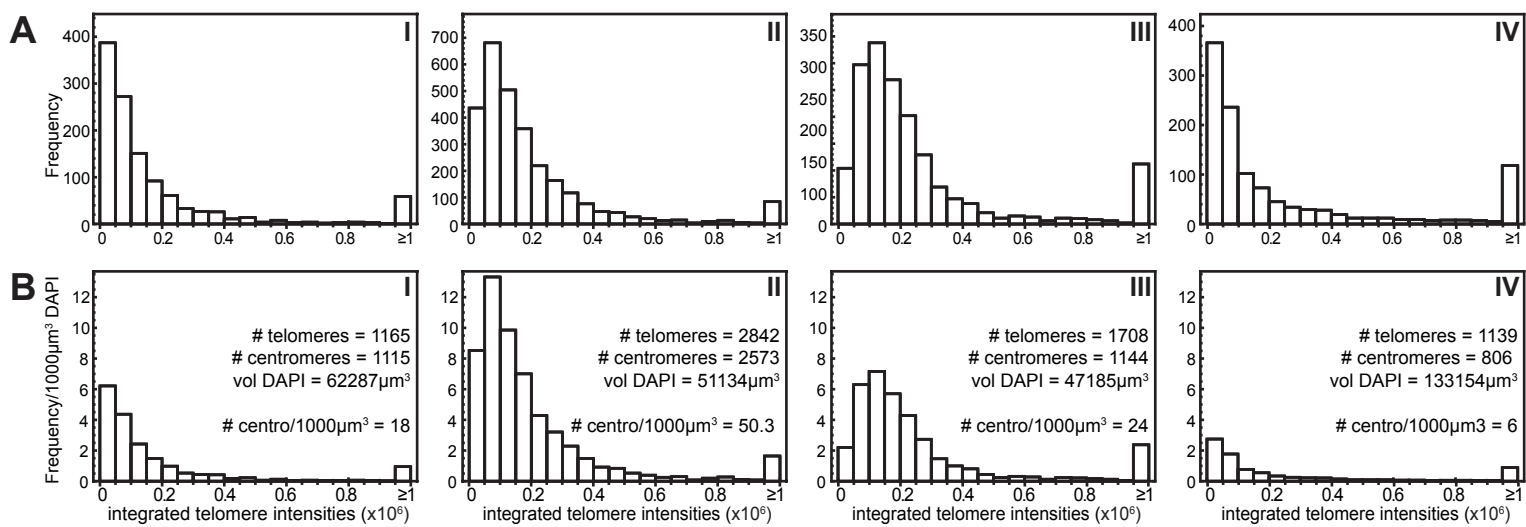 A
I
II
III
IV
Frequency
400
300
200
100
0
700
600
500
400
300
200
100
0
350
300
250
200
150
100
0
400
300
200
100
0
0 0.2 0.4 0.6 0.8 ≥1
0 0.2 0.4 0.6 0.8 ≥1
0 0.2 0.4 0.6 0.8 ≥1
0 0.2 0.4 0.6 0.8 ≥1
B
Frequency/1000µm³ DAPI
I
12
10
8
6
4
2
0
# telomeres = 1165
# centromeres = 1115
vol DAPI = 62287µm³
# centro/1000µm³ = 18
0 0.2 0.4 0.6 0.8 ≥1
integrated telomere intensities (x10⁶)
II
12
10
8
6
4
2
0
# telomeres = 2842
# centromeres = 2573
vol DAPI = 51134µm³
# centro/1000µm³ = 50.3
0 0.2 0.4 0.6 0.8 ≥1
integrated telomere intensities (x10⁶)
III
12
10
8
6
4
2
0
# telomeres = 1708
# centromeres = 1144
vol DAPI = 47185µm³
# centro/1000µm³ = 24
0 0.2 0.4 0.6 0.8 ≥1
integrated telomere intensities (x10⁶)
IV
12
10
8
6
4
2
0
# telomeres = 1139
# centromeres = 806
vol DAPI = 133154µm³
# centro/1000µm3 = 6
0 0.2 0.4 0.6 0.8 ≥1
integrated telomere intensities (x10⁶)